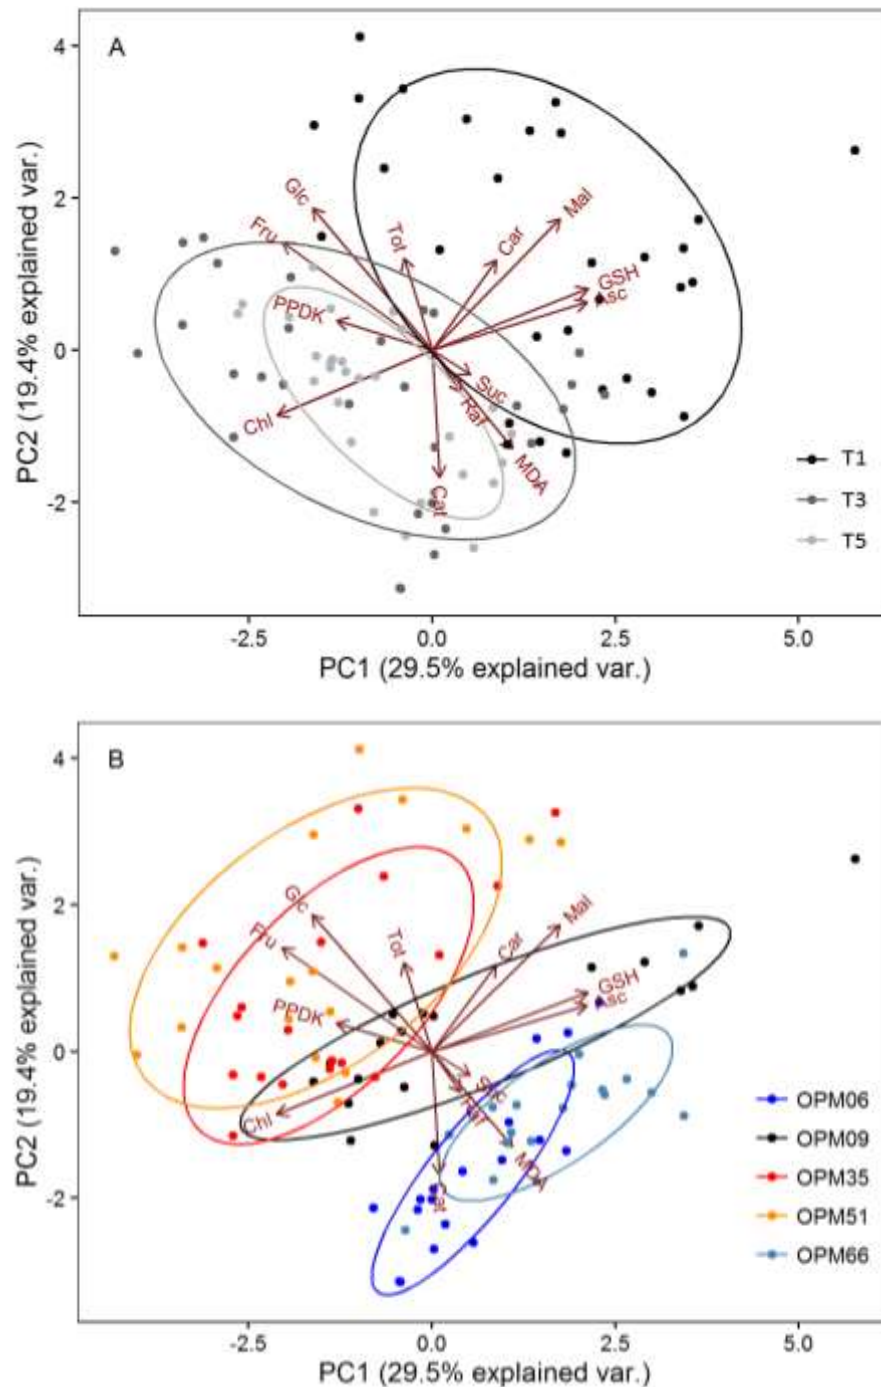 A
4
2
0
-2
PC2 (19.4% explained var.)
Glc
Fru
Tot
Car
Mal
GSH
Asc
PPDK
Suc
Raf
Chl
MDA
Cat
T1
T3
T5
-2.5 0.0 2.5 5.0
PC1 (29.5% explained var.)
B
4
2
0
-2
PC2 (19.4% explained var.)
Glc
Fru
Tot
Car
Mal
GSH
Asc
PPDK
Suc
Raf
Chl
MDA
Cat
OPM06
OPM09
OPM35
OPM51
OPM66
-2.5 0.0 2.5 5.0
PC1 (29.5% explained var.)